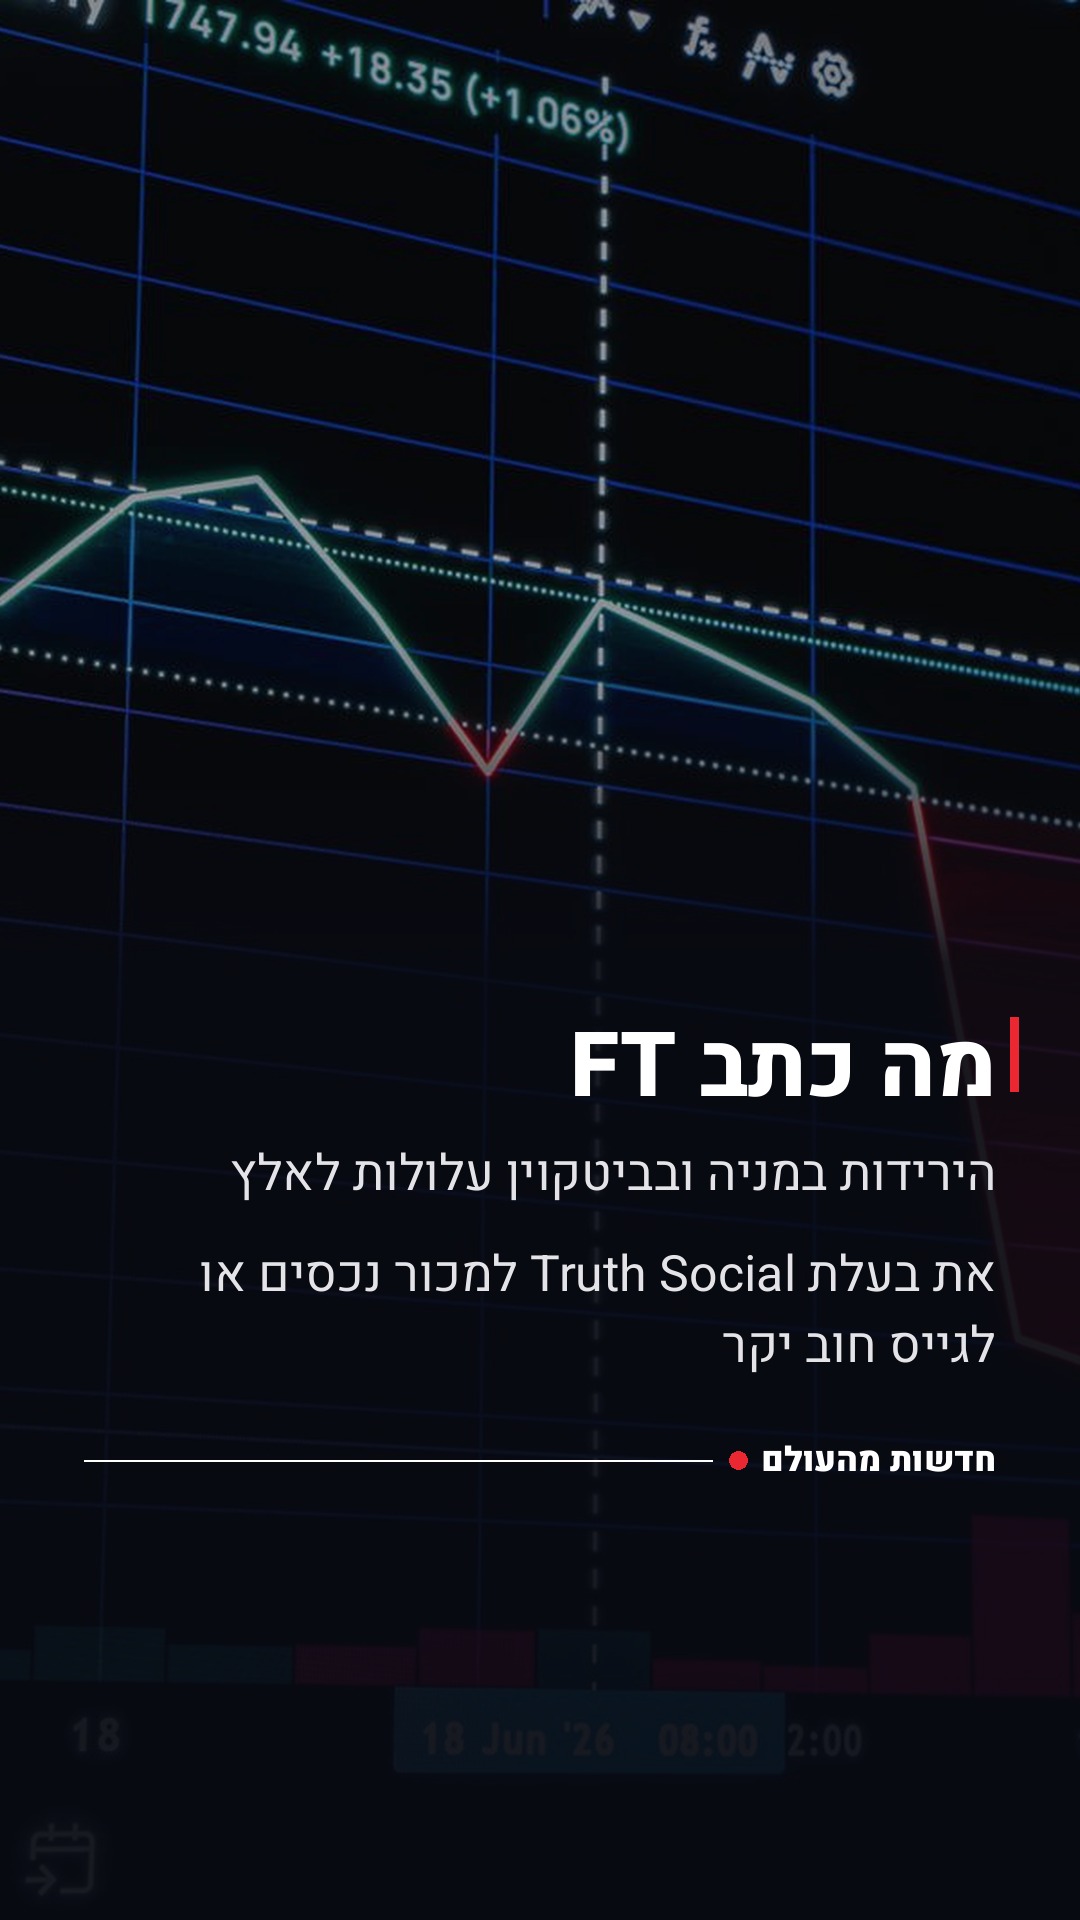 1747.94 +18.35 (+1.06%)
מה כתב FT
הירידות במניה ובביטקוין עלולות לאלץ
את בעלת Truth Social למכור נכסים או
לגייס חוב יקר
חדשות מהעולם
18
18 Jun '26 08:00
2:00